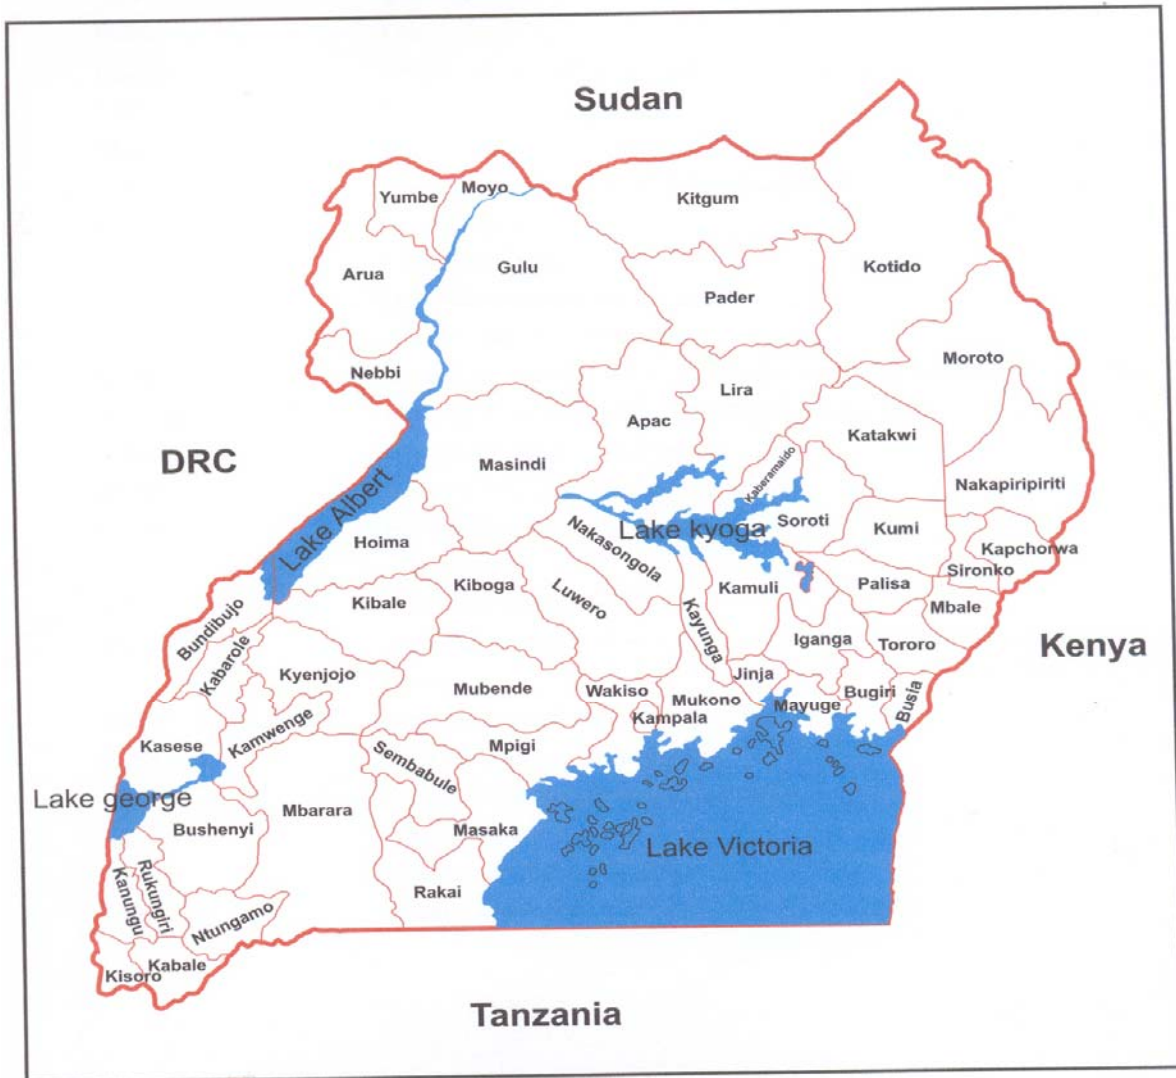 Sudan
Moyo
Yumbe
Kitgum
Gulu
Kotido
Arua
Pader
Moroto
Nebbi
Lira
Apac
Katakwi
DRC
Masindi
Kaberamaido
Nakapiripiriti
Lake Albert
Lake kyoga
Soroti
Kumi
Nakasongola
Hoima
Kapchorwa
Sironko
Kiboga
Luwero
Kamuli
Palisa
Kibale
Mbale
Bundibujo
Kayunga
Iganga
Tororo
Kenya
Kabarole
Kyenjojo
Jinja
Mubende
Wakiso
Mukono
Bugiri
Busia
Mayuge
Kampala
Kamwenge
Kasese
Mpigi
Sembabule
Lake george
Mbarara
Bushenyi
Masaka
Lake Victoria
Rakai
Rukungiri
Kanungu
Ntungamo
Kabale
Kisoro
Tanzania